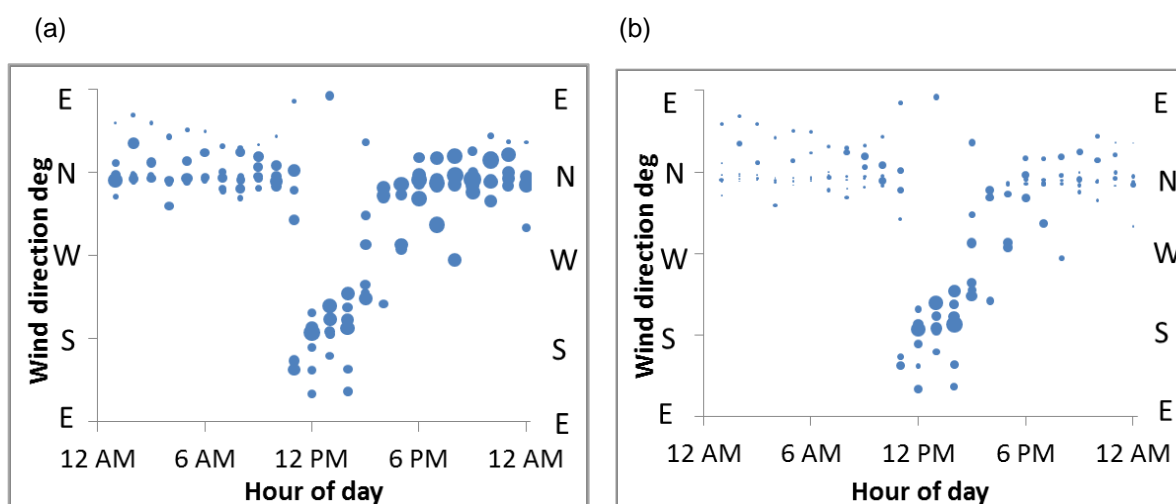 (a)
E
N
W
S
E
Wind direction deg
E
N
W
S
E
12 AM 6 AM 12 PM 6 PM 12 AM
Hour of day
(b)
E
N
W
S
E
Wind direction deg
E
N
W
S
E
12 AM 6 AM 12 PM 6 PM 12 AM
Hour of day